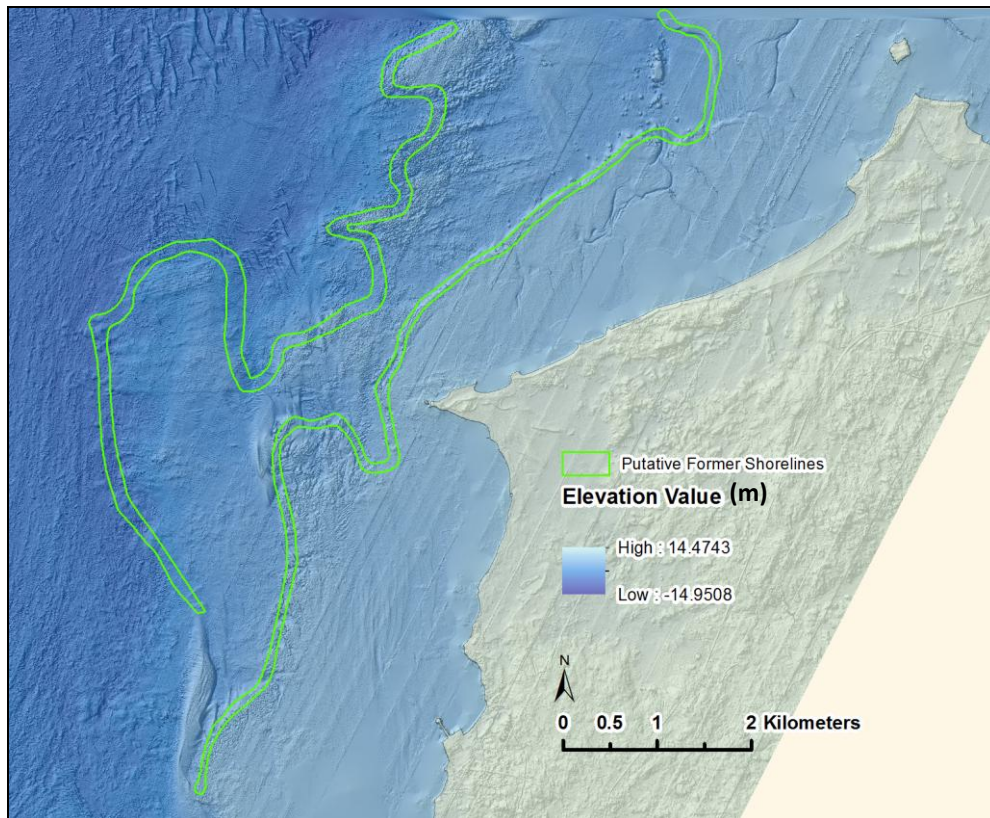 Putative Former Shorelines
Elevation Value (m)
High : 14.4743
Low : -14.9508
N
0 0.5 1 2 Kilometers